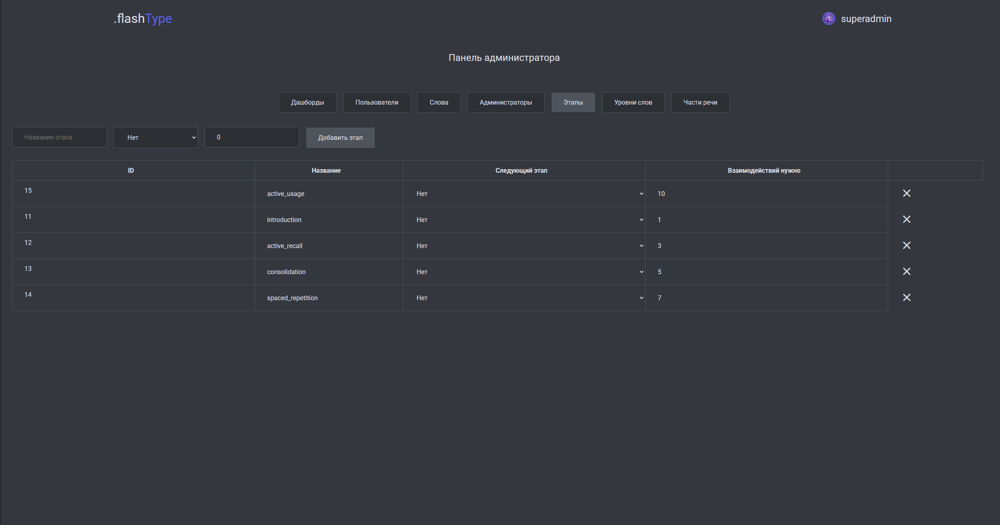 .flashType superadmin
Панель администратора
Дашборды Пользователи Слова Администраторы Этапы Уровни слов Части речи
Название этапа Нет 0 Добавить этап
ID Название Следующий этап Взаимодействий нужно
15 active_usage Нет 10
11 introduction Нет 1
12 active_recall Нет 3
13 consolidation Нет 5
14 spaced_repetition Нет 7